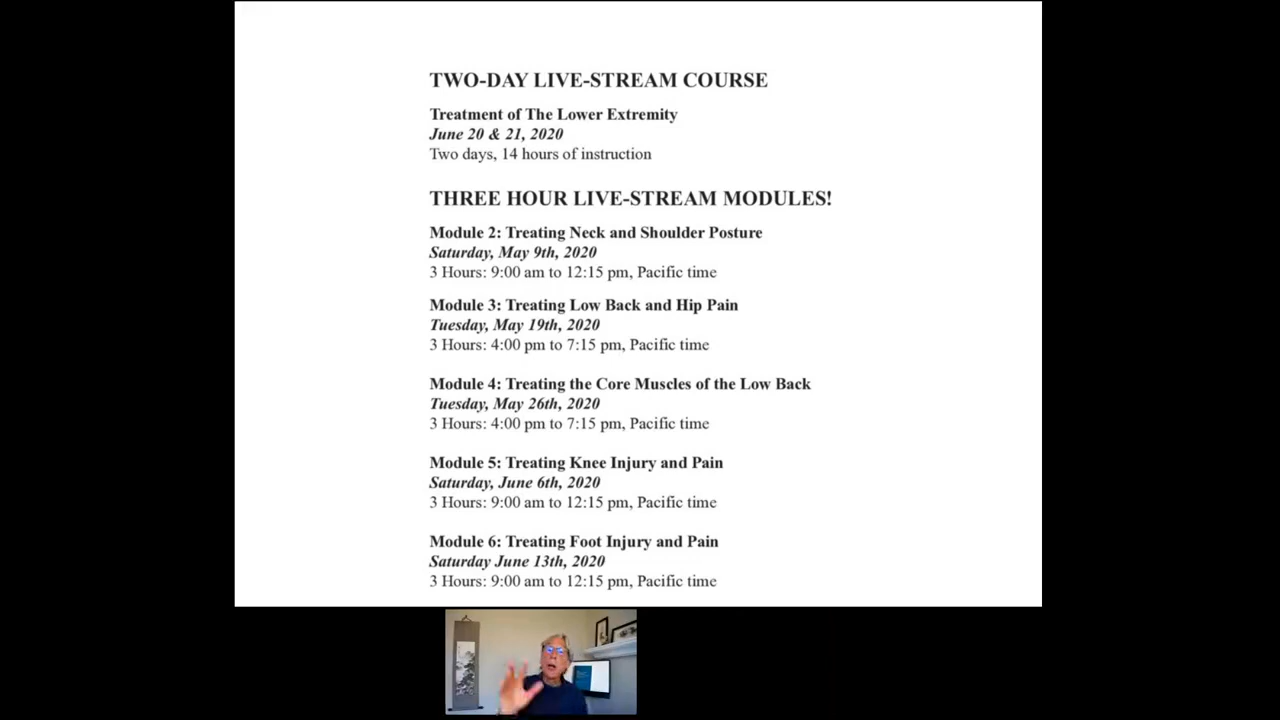 TWO-DAY LIVE-STREAM COURSE
Treatment of The Lower Extremity
June 20 & 21, 2020
Two days, 14 hours of instruction
THREE HOUR LIVE-STREAM MODULES!
Module 2: Treating Neck and Shoulder Posture
Saturday, May 9th, 2020
3 Hours: 9:00 am to 12:15 pm, Pacific time
Module 3: Treating Low Back and Hip Pain
Tuesday, May 19th, 2020
3 Hours: 4:00 pm to 7:15 pm, Pacific time
Module 4: Treating the Core Muscles of the Low Back
Tuesday, May 26th, 2020
3 Hours: 4:00 pm to 7:15 pm, Pacific time
Module 5: Treating Knee Injury and Pain
Saturday, June 6th, 2020
3 Hours: 9:00 am to 12:15 pm, Pacific time
Module 6: Treating Foot Injury and Pain
Saturday June 13th, 2020
3 Hours: 9:00 am to 12:15 pm, Pacific time